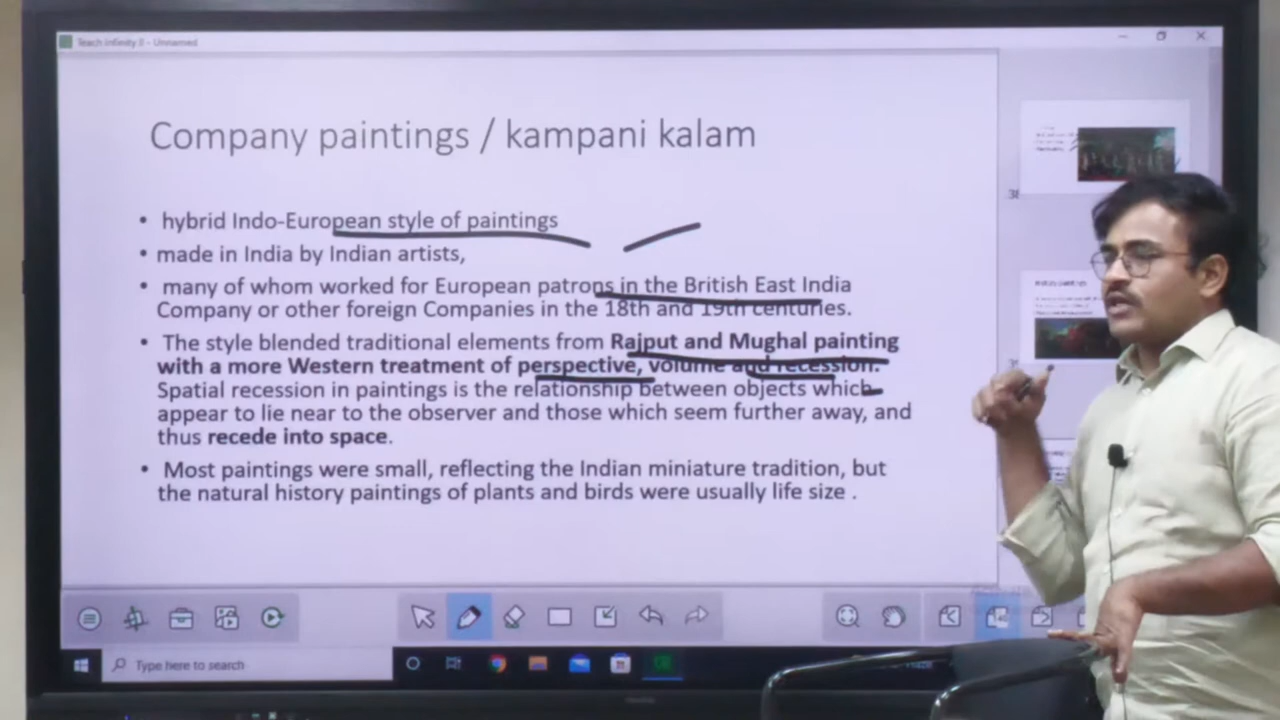 Teach Infinity II - Unnamed
Company paintings / kampani kalam
• hybrid Indo-European style of paintings
• made in India by Indian artists,
• many of whom worked for European patrons in the British East India
Company or other foreign Companies in the 18th and 19th centuries.
• The style blended traditional elements from Rajput and Mughal painting
with a more Western treatment of perspective, volume and recession.
Spatial recession in paintings is the relationship between objects which
appear to lie near to the observer and those which seem further away, and
thus recede into space.
• Most paintings were small, reflecting the Indian miniature tradition, but
the natural history paintings of plants and birds were usually life size .
Type here to search